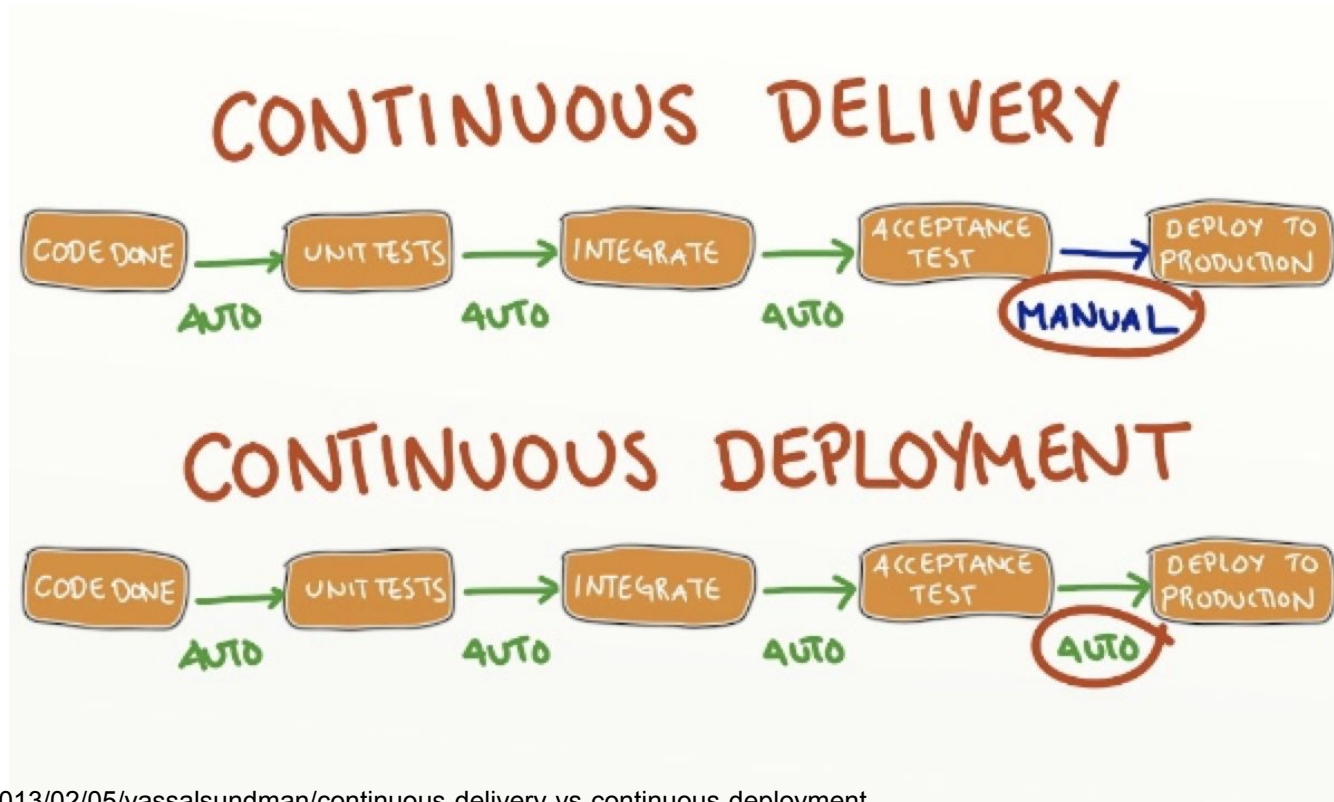 CONTINUOUS DELIVERY
CODE DONE
UNIT TESTS
INTEGRATE
ACCEPTANCE
TEST
DEPLOY TO
PRODUCTION
AUTO
AUTO
AUTO
MANUAL
CONTINUOUS DEPLOYMENT
CODE DONE
UNIT TESTS
INTEGRATE
ACCEPTANCE
TEST
DEPLOY TO
PRODUCTION
AUTO
AUTO
AUTO
AUTO
013/02/05/yassalsundman/continuous-delivery-vs-continuous-deployment